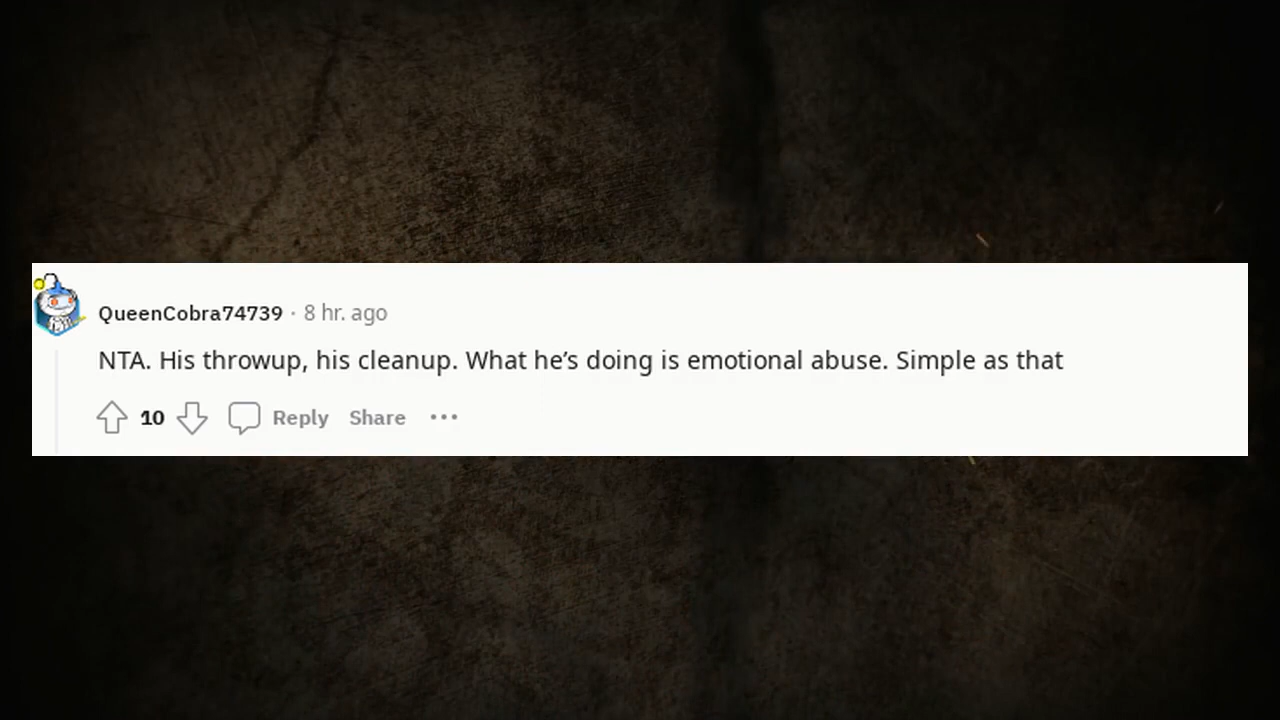 QueenCobra74739 · 8 hr. ago
NTA. His throwup, his cleanup. What he’s doing is emotional abuse. Simple as that
10 Reply Share ···